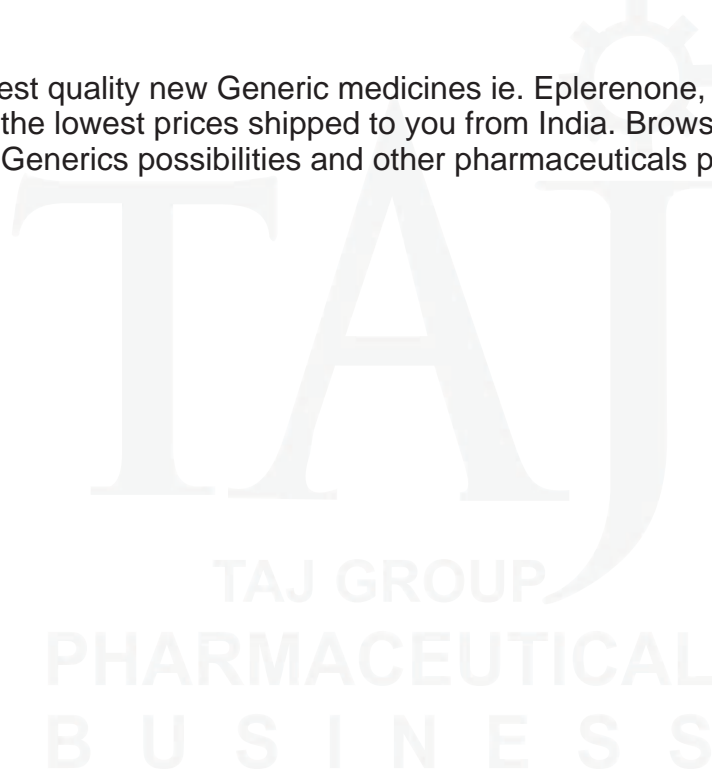 est quality new Generic medicines ie. Eplerenone,
the lowest prices shipped to you from India. Brows
Generics possibilities and other pharmaceuticals p
TAJ
TAJ GROUP
PHARMACEUTICAL
BUSINESS